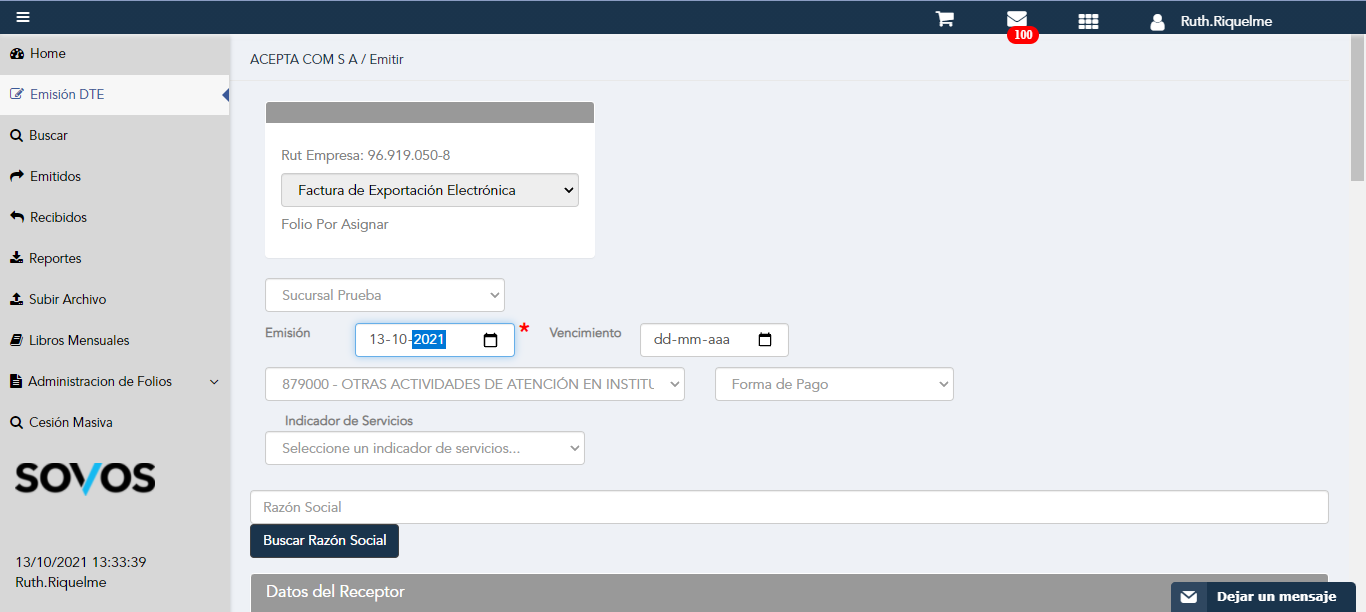 Ruth.Riquelme
100
Home
ACEPTA COM S A / Emitir
Emisión DTE
Buscar
Emitidos
Recibidos
Reportes
Subir Archivo
Libros Mensuales
Administracion de Folios
Cesión Masiva
SOVOS
13/10/2021 13:33:39
Ruth.Riquelme
Rut Empresa: 96.919.050-8
Factura de Exportación Electrónica
Folio Por Asignar
Sucursal Prueba
Emisión 13-10-2021 * Vencimiento dd-mm-aaa
879000 - OTRAS ACTIVIDADES DE ATENCIÓN EN INSTITU Forma de Pago
Indicador de Servicios
Seleccione un indicador de servicios...
Razón Social
Buscar Razón Social
Datos del Receptor
Dejar un mensaje